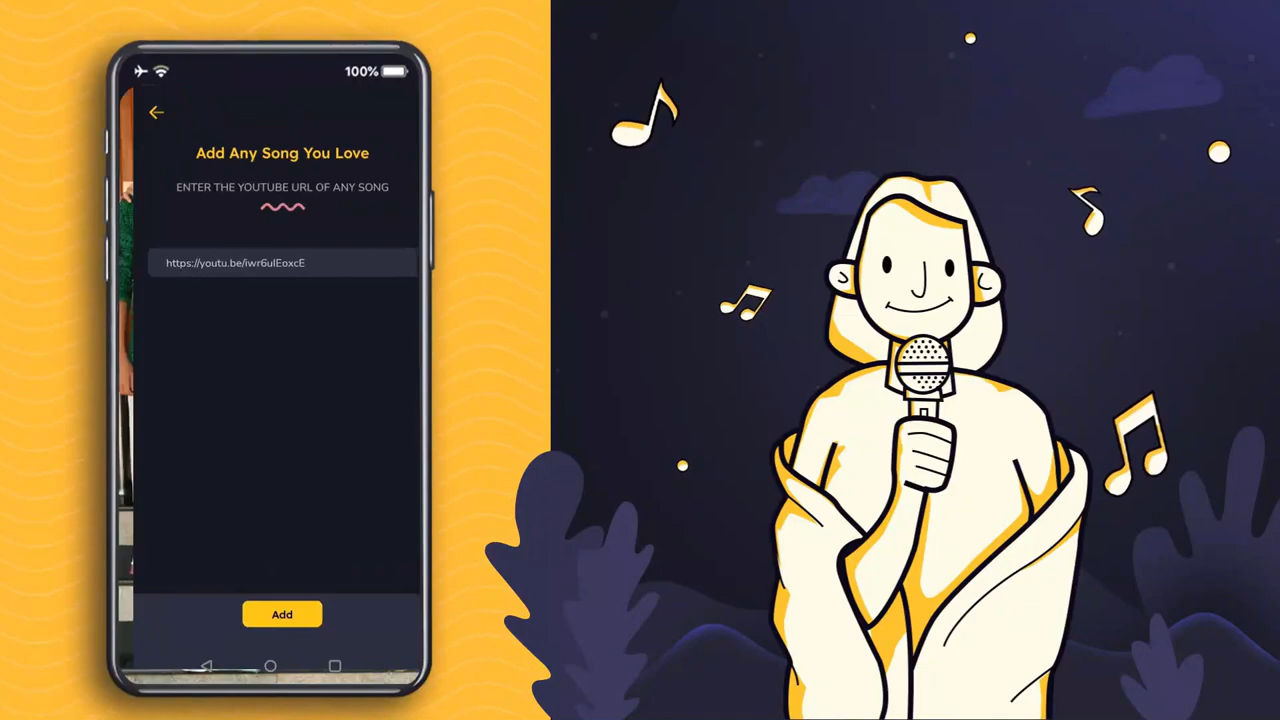 100%
Add Any Song You Love
ENTER THE YOUTUBE URL OF ANY SONG
https://youtu.be/iwr6ulEoxcE
Add